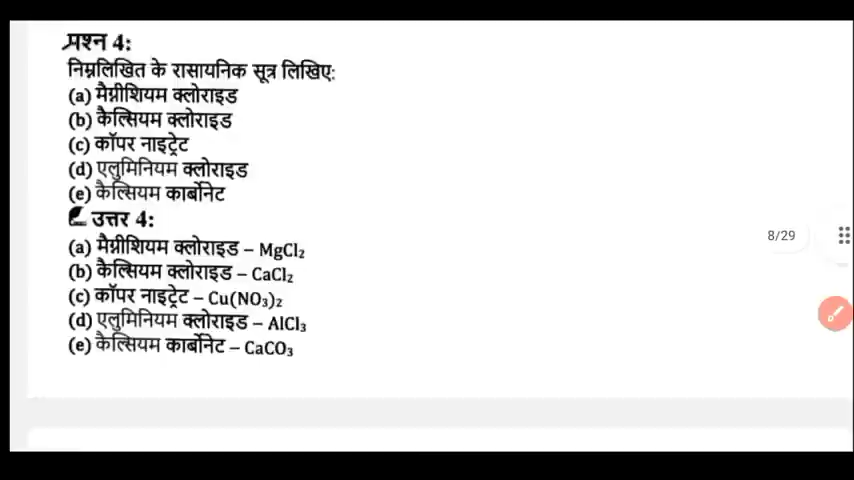 प्रश्न 4:
निम्नलिखित के रासायनिक सूत्र लिखिए:
(a) मैग्नीशियम क्लोराइड
(b) कैल्सियम क्लोराइड
(c) कॉपर नाइट्रेट
(d) एलुमिनियम क्लोराइड
(e) कैल्सियम कार्बोनेट
उत्तर 4:
(a) मैग्नीशियम क्लोराइड – MgCl₂
(b) कैल्सियम क्लोराइड – CaCl₂
(c) कॉपर नाइट्रेट – Cu(NO₃)₂
(d) एलुमिनियम क्लोराइड – AlCl₃
(e) कैल्सियम कार्बोनेट – CaCO₃
8/29